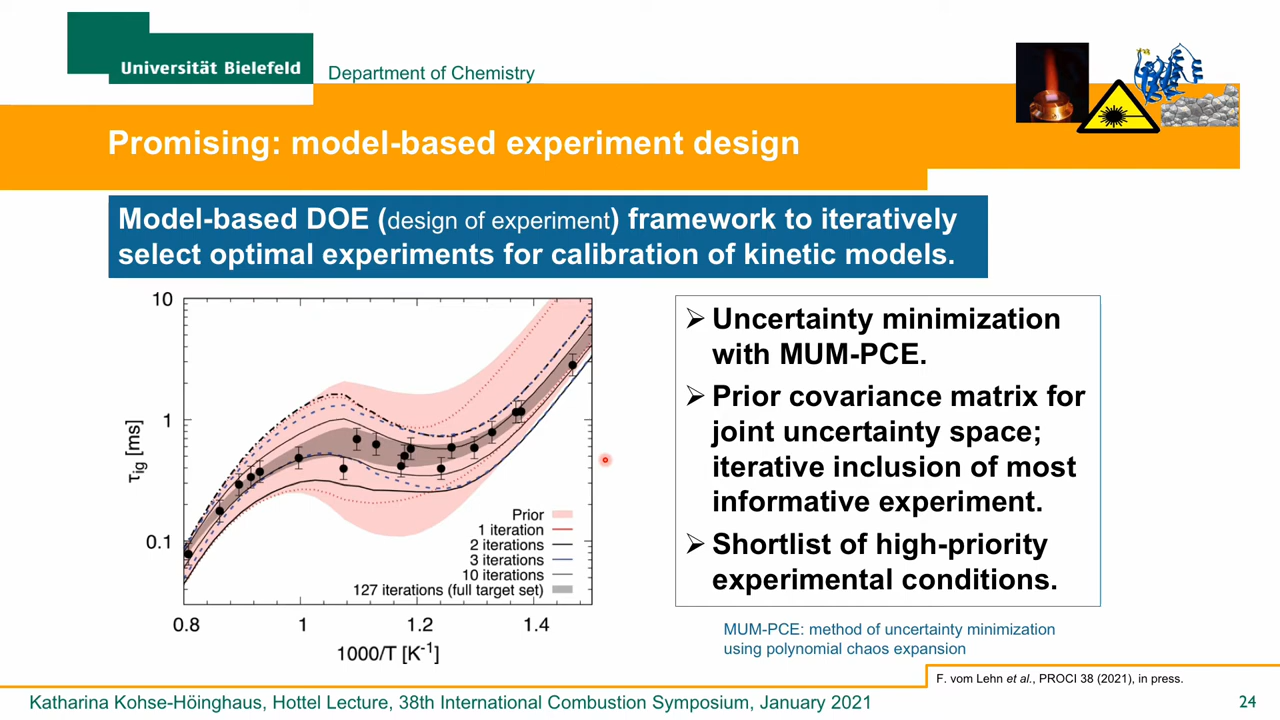 Universität Bielefeld
Department of Chemistry
Promising: model-based experiment design
Model-based DOE (design of experiment) framework to iteratively
select optimal experiments for calibration of kinetic models.
10
1
0.1
τig [ms]
Prior
1 iteration
2 iterations
3 iterations
10 iterations
127 iterations (full target set)
0.8 1 1.2 1.4
1000/T [K-1]
➢ Uncertainty minimization
with MUM-PCE.
➢ Prior covariance matrix for
joint uncertainty space;
iterative inclusion of most
informative experiment.
➢ Shortlist of high-priority
experimental conditions.
MUM-PCE: method of uncertainty minimization
using polynomial chaos expansion
F. vom Lehn et al., PROCI 38 (2021), in press.
Katharina Kohse-Höinghaus, Hottel Lecture, 38th International Combustion Symposium, January 2021
24